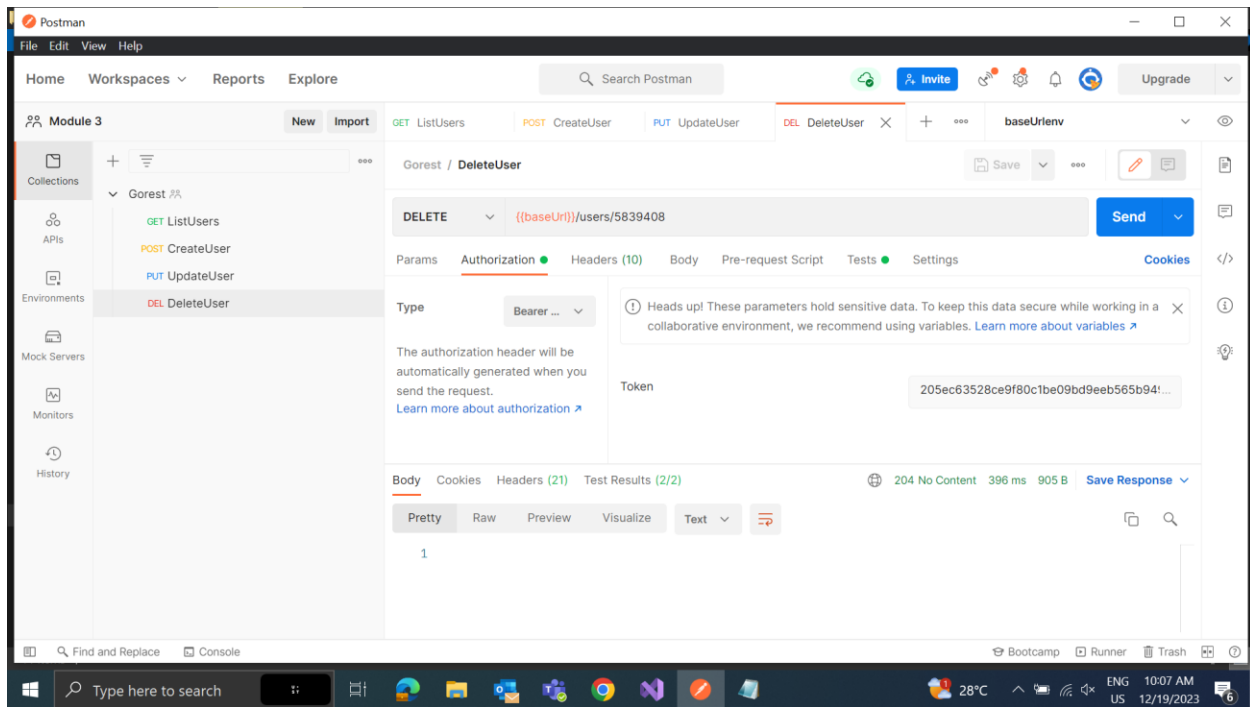 Postman
File Edit View Help
Home Workspaces Reports Explore
Search Postman
Invite
Upgrade
Module 3
New Import
GET ListUsers
POST CreateUser
PUT UpdateUser
DEL DeleteUser
baseUrlenv
Collections
APIs
Environments
Mock Servers
Monitors
History
Gorest
GET ListUsers
POST CreateUser
PUT UpdateUser
DEL DeleteUser
Gorest / DeleteUser
Save
DELETE {{baseUrl}}/users/5839408
Send
Params Authorization Headers (10) Body Pre-request Script Tests Settings
Cookies
Type
Bearer ...
The authorization header will be
automatically generated when you
send the request.
Learn more about authorization
Heads up! These parameters hold sensitive data. To keep this data secure while working in a
collaborative environment, we recommend using variables. Learn more about variables
Token
205ec63528ce9f80c1be09bd9eeb565b94...
Body Cookies Headers (21) Test Results (2/2)
204 No Content 396 ms 905 B Save Response
Pretty Raw Preview Visualize Text
1
Find and Replace Console
Bootcamp Runner Trash
Type here to search
1
28°C
ENG
US
10:07 AM
12/19/2023
6